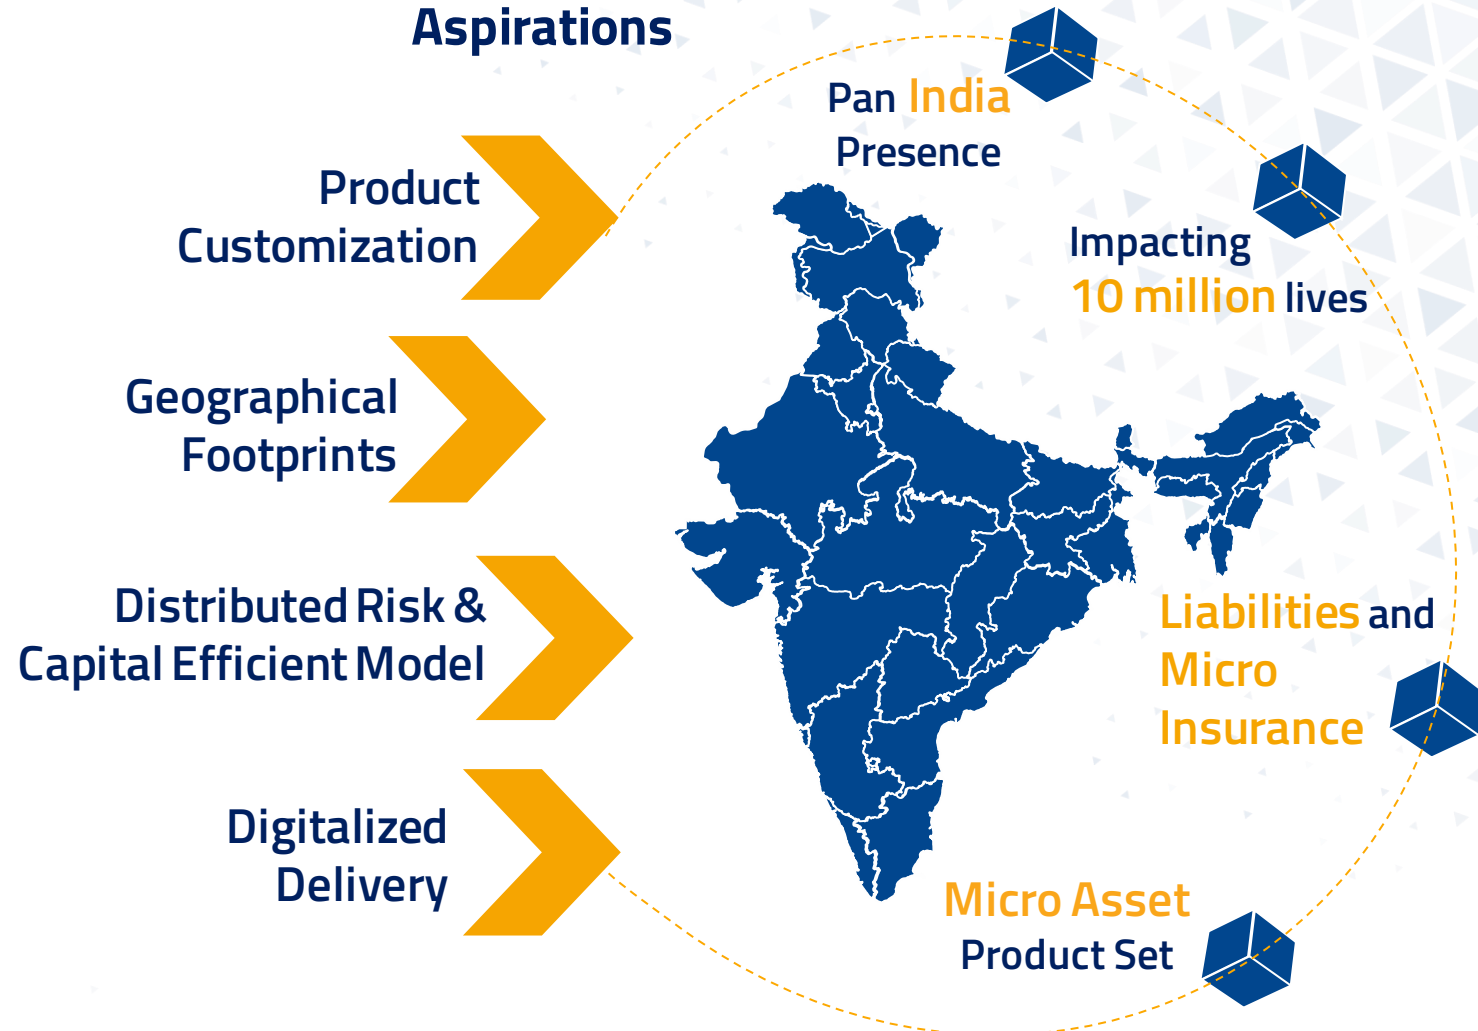 Aspirations
Product
Customization
Geographical
Footprints
Distributed Risk &
Capital Efficient Model
Digitalized
Delivery
Pan India
Presence
Impacting
10 million lives
Liabilities and
Micro
Insurance
Micro Asset
Product Set